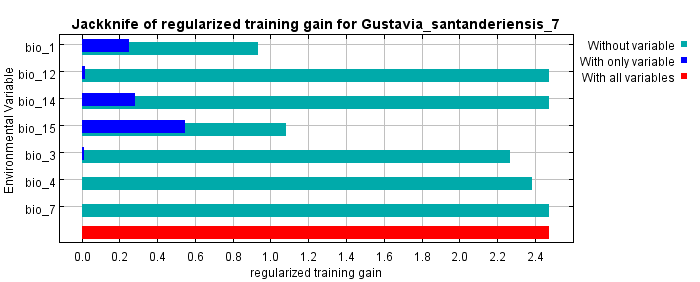 Jackknife of regularized training gain for Gustavia_santanderiensis_7
Without variable
With only variable
With all variables
Environmental Variable
bio_1
bio_12
bio_14
bio_15
bio_3
bio_4
bio_7
0.0 0.2 0.4 0.6 0.8 1.0 1.2 1.4 1.6 1.8 2.0 2.2 2.4
regularized training gain